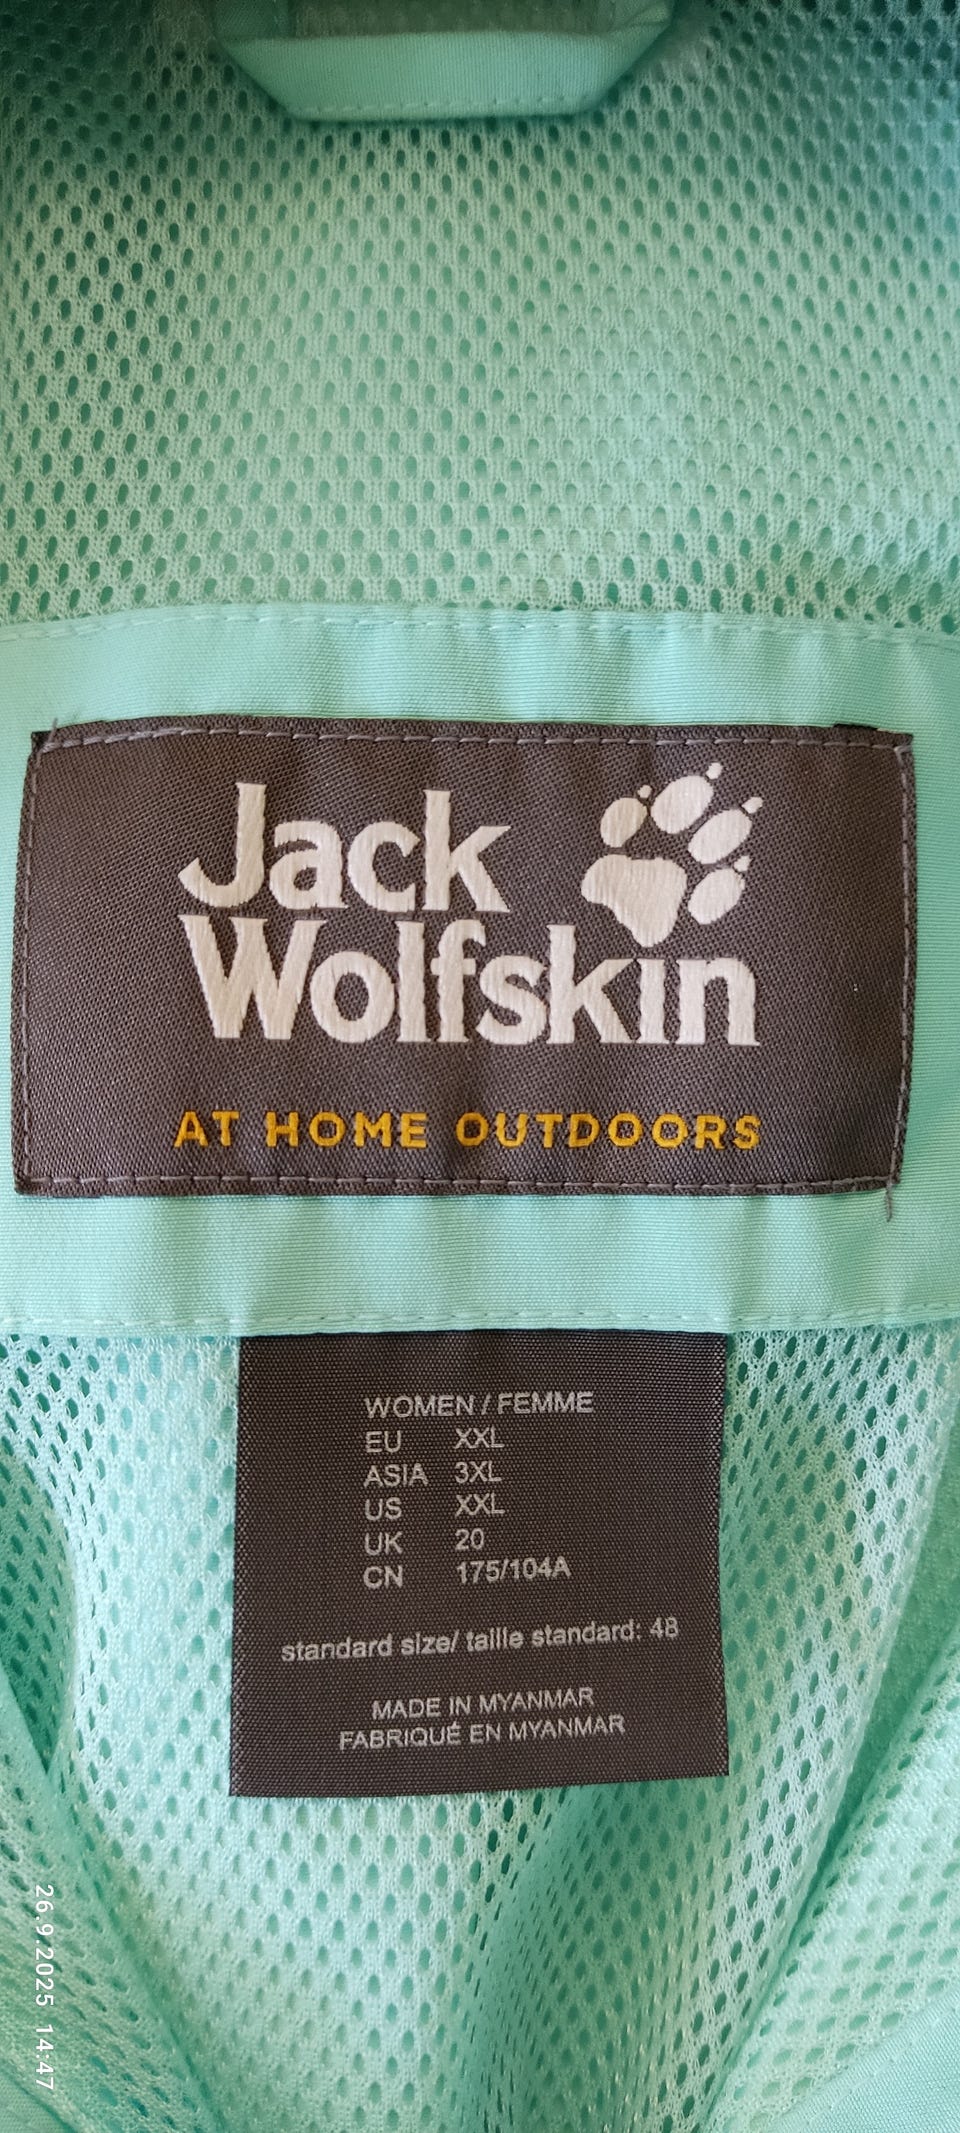 Jack
Wolfskin
AT HOME OUTDOORS
WOMEN / FEMME
EU XXL
ASIA 3XL
US XXL
UK 20
CN 175/104A
standard size/ taille standard: 48
MADE IN MYANMAR
FABRIQUÉ EN MYANMAR
26.9.2025 14:47